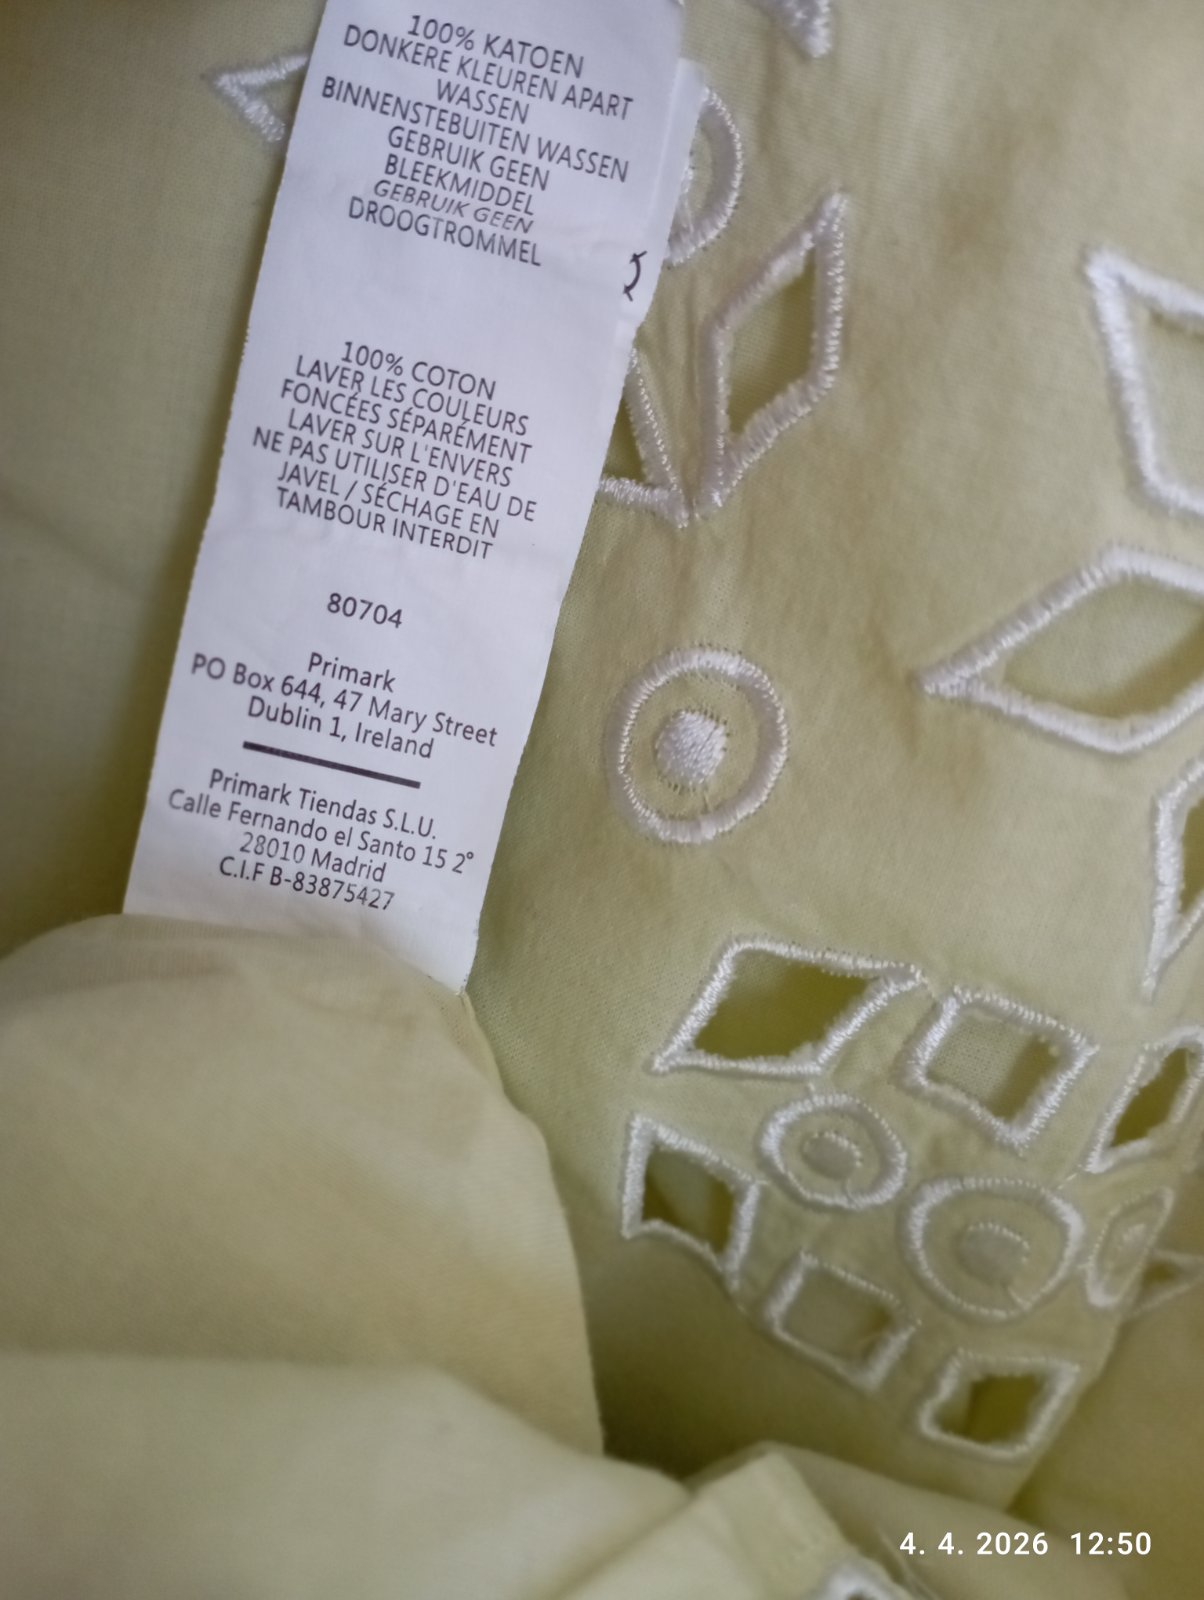 100% KATOEN
DONKERE KLEUREN APART
WASSEN
BINNENSTEBUITEN WASSEN
GEBRUIK GEEN
BLEEKMIDDEL
GEBRUIK GEEN
DROOGTROMMEL
100% COTON
LAVER LES COULEURS
FONCÉES SÉPARÉMENT
LAVER SUR L'ENVERS
NE PAS UTILISER D'EAU DE
JAVEL / SÉCHAGE EN
TAMBOUR INTERDIT
80704
Primark
PO Box 644, 47 Mary Street
Dublin 1, Ireland
Primark Tiendas S.L.U.
Calle Fernando el Santo 15 2°
28010 Madrid
C.I.F B-83875427
4. 4. 2026 12:50